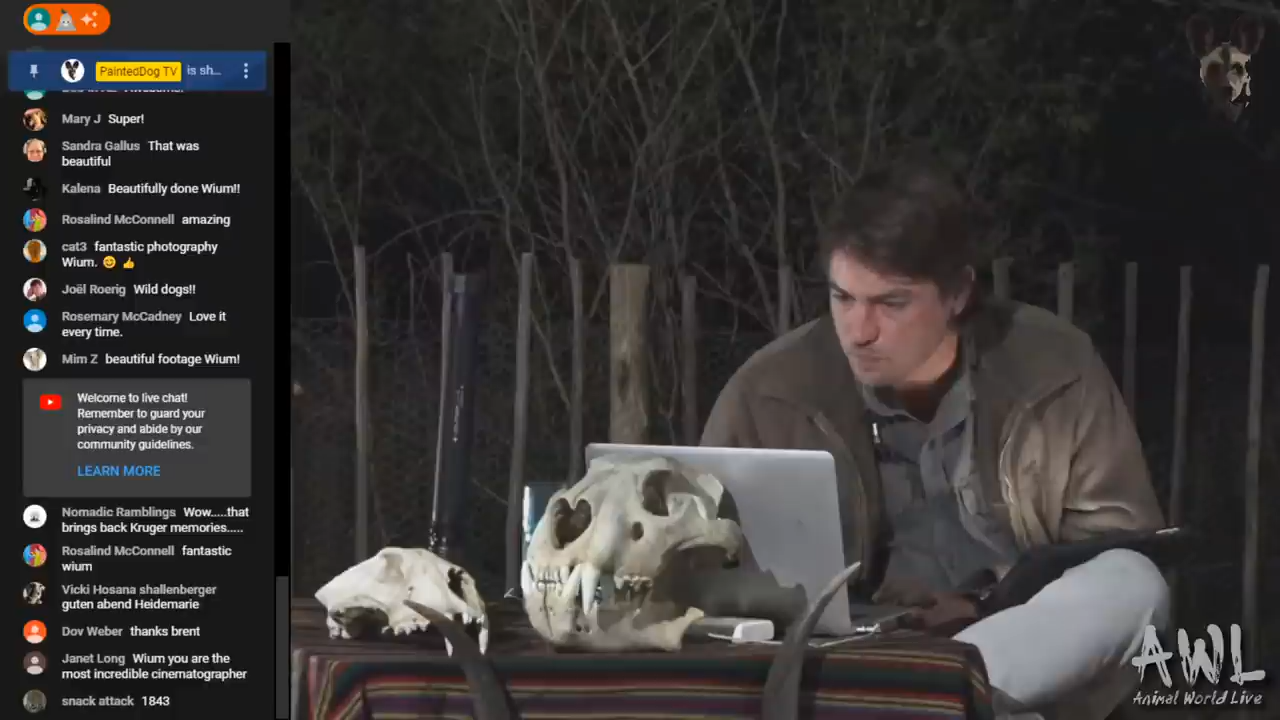 PaintedDog TV is sh...
Mary J Super!
Sandra Gallus That was
beautiful
Kalena Beautifully done Wium!!
Rosalind McConnell amazing
cat3 fantastic photography
Wium. 😊 👍
Joël Roerig Wild dogs!!
Rosemary McCadney Love it
every time.
Mim Z beautiful footage Wium!
Welcome to live chat!
Remember to guard your
privacy and abide by our
community guidelines.
LEARN MORE
Nomadic Ramblings Wow.....that
brings back Kruger memories.....
Rosalind McConnell fantastic
wium
Vicki Hosana shallenberger
guten abend Heidemarie
Dov Weber thanks brent
Janet Long Wium you are the
most incredible cinematographer
snack attack 1843
AWL
Animal World Live